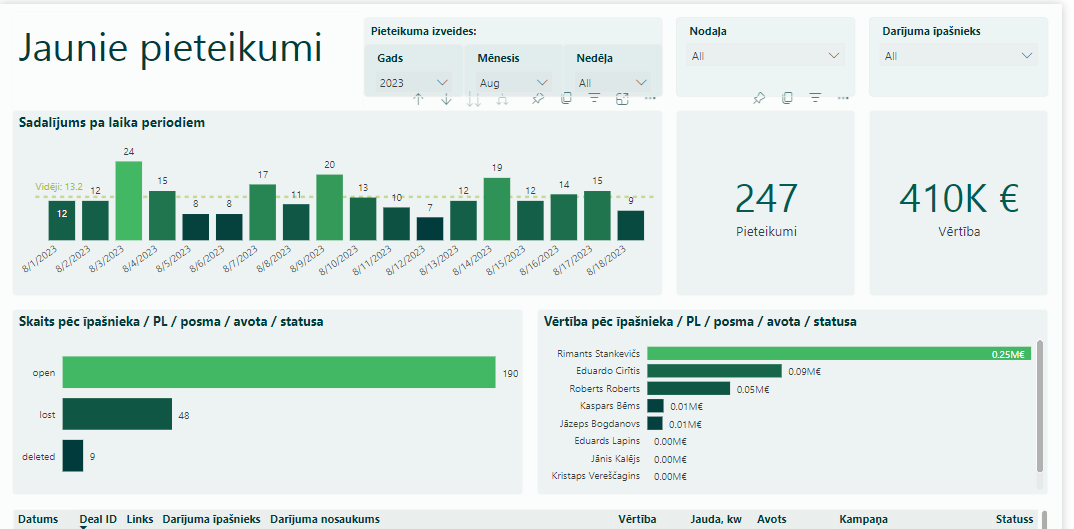 Jaunie pieteikumi
Pieteikuma izveides:
Gads
Mēnesis
Nedēļa
2023
Aug
All
Nodaļa
All
Darījuma īpašnieks
All
Sadalījums pa laika periodiem
Vidēji: 13.2
12
12
24
15
8
8
17
11
20
13
10
7
12
19
12
14
15
9
8/1/2023
8/2/2023
8/3/2023
8/4/2023
8/5/2023
8/6/2023
8/7/2023
8/8/2023
8/9/2023
8/10/2023
8/11/2023
8/12/2023
8/13/2023
8/14/2023
8/15/2023
8/16/2023
8/17/2023
8/18/2023
247
Pieteikumi
410K €
Vērtība
Skaits pēc īpašnieka / PL / posma / avota / statusa
open 190
lost 48
deleted 9
Vērtība pēc īpašnieka / PL / posma / avota / statusa
Rimants Stankevičs 0.25M€
Eduardo Cirītis 0.09M€
Roberts Roberts 0.05M€
Kaspars Bēms 0.01M€
Jāzeps Bogdanovs 0.01M€
Eduards Lapins 0.00M€
Jānis Kalējs 0.00M€
Kristaps Vereščagins 0.00M€
Datums Deal ID Links Darījuma īpašnieks Darījuma nosaukums Vērtība Jauda, kw Avots Kampaņa Statuss